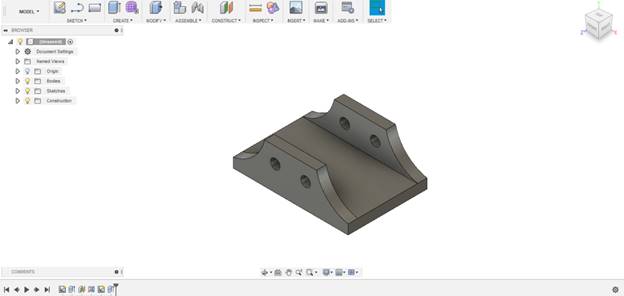 MODEL ▾
SKETCH ▾
CREATE ▾
MODIFY ▾
ASSEMBLE ▾
CONSTRUCT ▾
INSPECT ▾
INSERT ▾
MAKE ▾
ADD-INS ▾
SELECT ▾
BROWSER
(Unsaved)
Document Settings
Named Views
Origin
Bodies
Sketches
Construction
COMMENTS